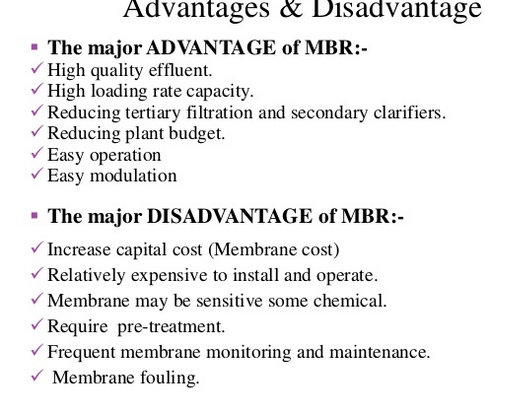 Advantages & Disadvantage
▪ The major ADVANTAGE of MBR:-
✓ High quality effluent.
✓ High loading rate capacity.
✓ Reducing tertiary filtration and secondary clarifiers.
✓ Reducing plant budget.
✓ Easy operation
✓ Easy modulation
▪ The major DISADVANTAGE of MBR:-
✓ Increase capital cost (Membrane cost)
✓ Relatively expensive to install and operate.
✓ Membrane may be sensitive some chemical.
✓ Require pre-treatment.
✓ Frequent membrane monitoring and maintenance.
✓ Membrane fouling.